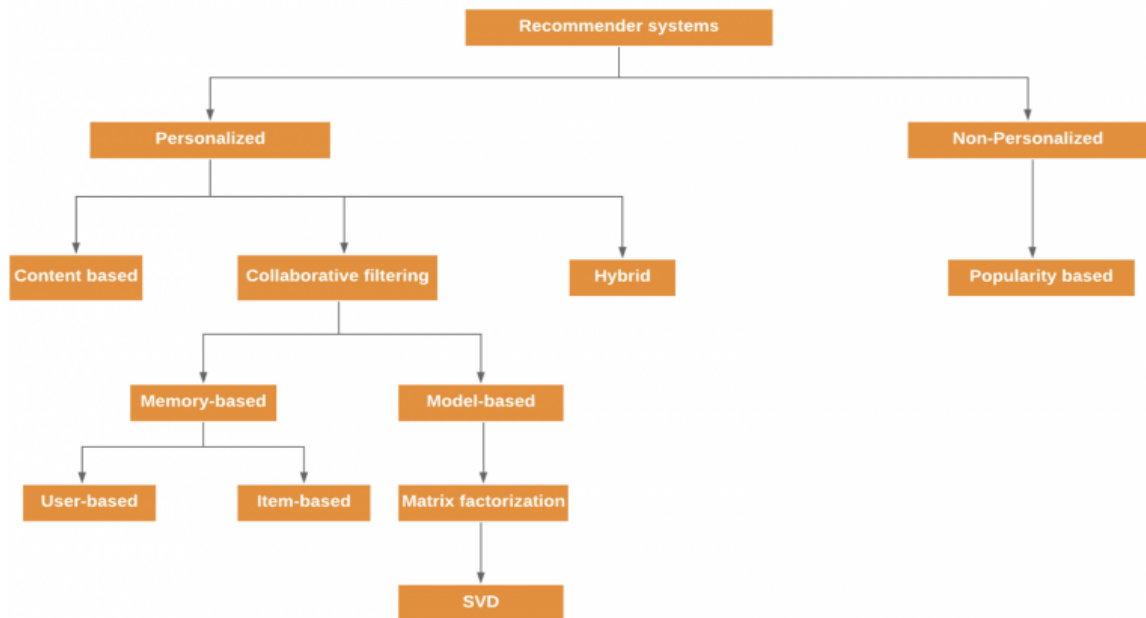 Recommender systems
Personalized
Non-Personalized
Content based
Collaborative filtering
Hybrid
Popularity based
Memory-based
Model-based
User-based
Item-based
Matrix factorization
SVD